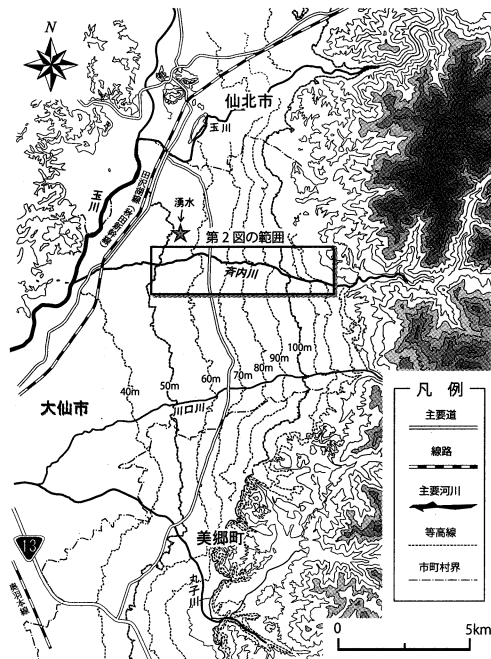 N
仙北市
玉川
玉川
湧水
第2図の範囲
斉内川
100m
90m
80m
70m
60m
50m
40m
大仙市
川口川
美郷町
丸子川
13
凡例
主要道
線路
主要河川
等高線
市町村界
0 5km